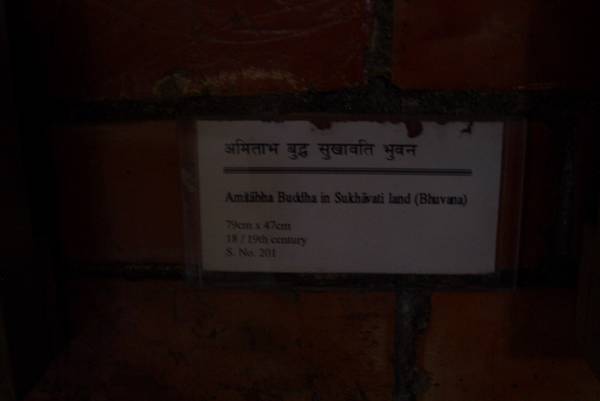 अमिताभ बुद्ध सुखावति भुवन
Amitābha Buddha in Sukhāvati land (Bhuvana)
79cm x 47cm
18 / 19th century
S. No. 201